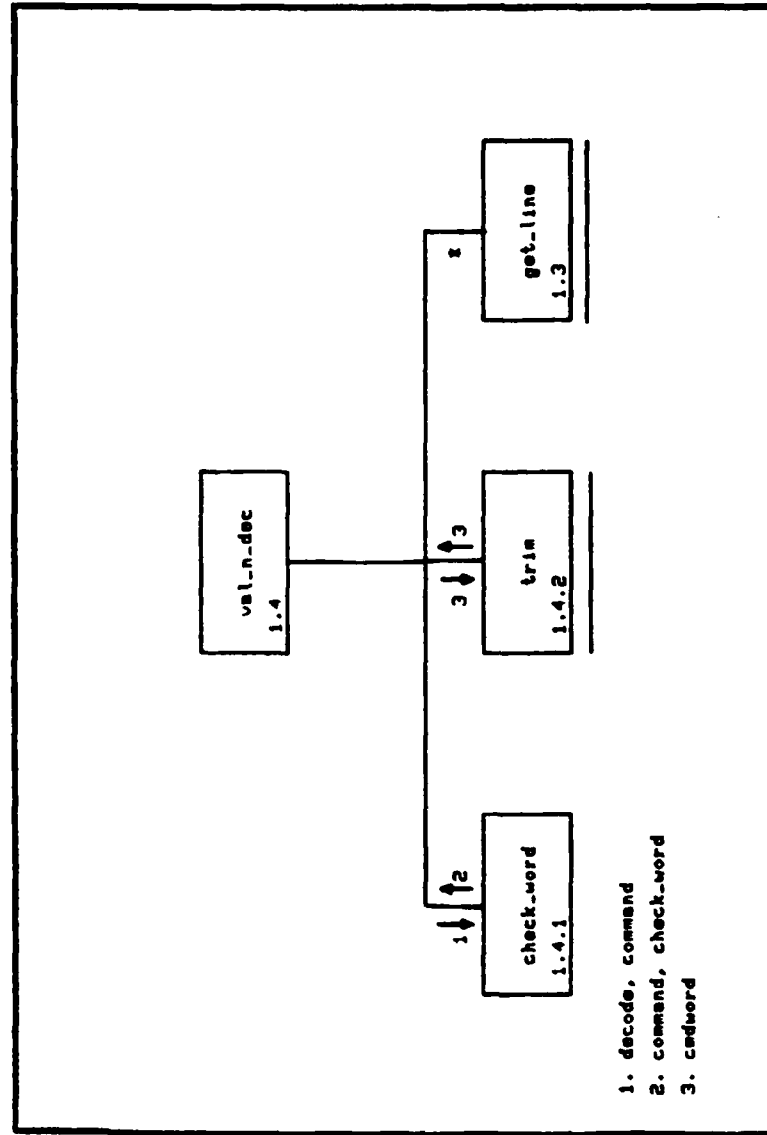 val_n_dec
1.4
1
2
3
3
*
check_word
1.4.1
trim
1.4.2
get_line
1.3
1. decode, command
2. command, check_word
3. cmdword